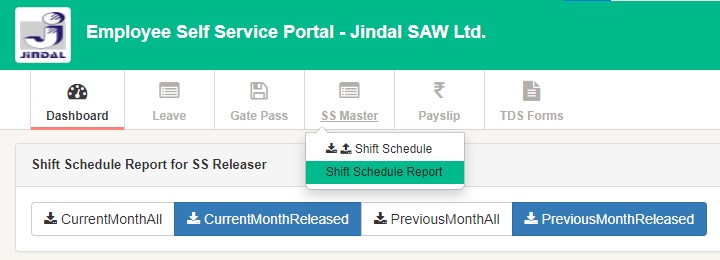 Employee Self Service Portal - Jindal SAW Ltd.
JINDAL
Dashboard Leave Gate Pass SS Master Payslip TDS Forms
Shift Schedule
Shift Schedule Report for SS Releaser
Shift Schedule Report
CurrentMonthAll CurrentMonthReleased PreviousMonthAll PreviousMonthReleased